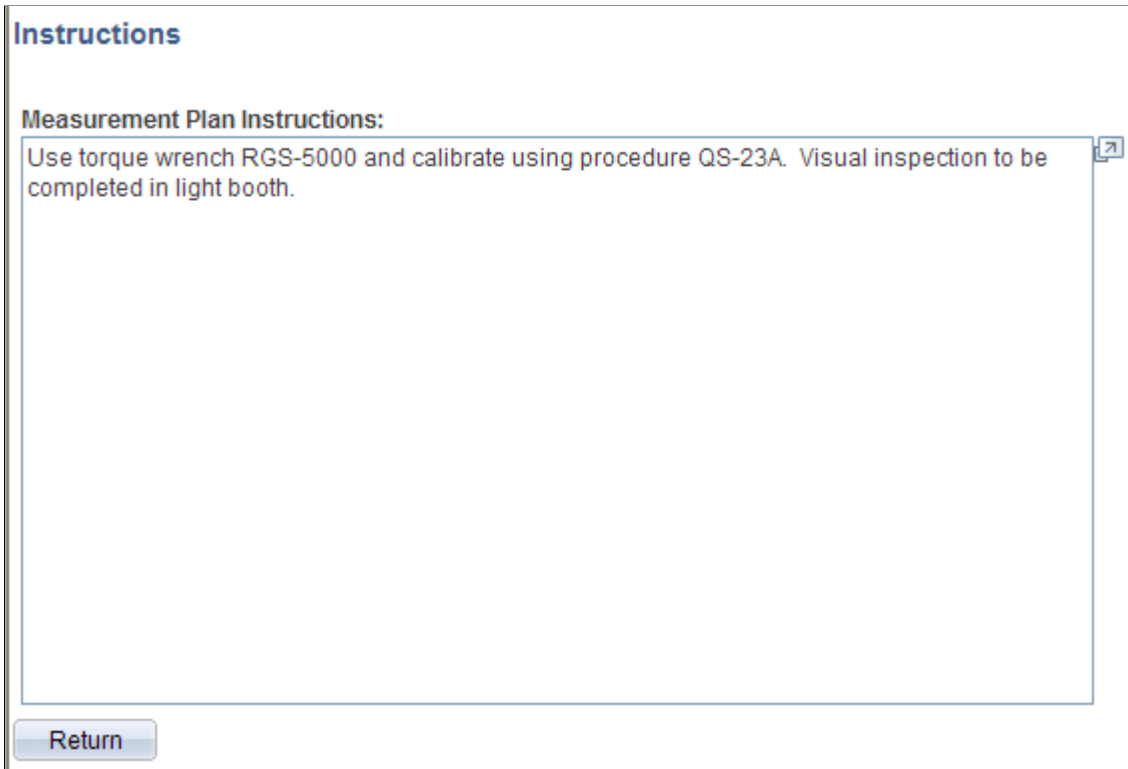 Instructions
Measurement Plan Instructions:
Use torque wrench RGS-5000 and calibrate using procedure QS-23A.  Visual inspection to be
completed in light booth.
Return